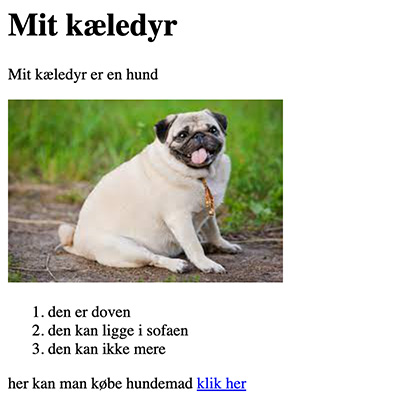 Mit kæledyr
Mit kæledyr er en hund
1. den er doven
2. den kan ligge i sofaen
3. den kan ikke mere
her kan man købe hundemad klik her